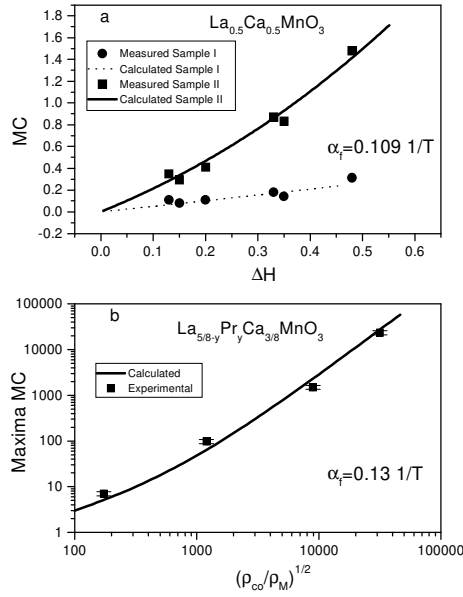 a
La0.5Ca0.5MnO3
1.8
1.6
1.4
1.2
1.0
0.8
0.6
0.4
0.2
0.0
-0.2
MC
Measured Sample I
Calculated Sample I
Measured Sample II
Calculated Sample II
αf=0.109 1/T
0.0 0.1 0.2 0.3 0.4 0.5 0.6
ΔH
b
La5/8-yPryCa3/8MnO3
100000
10000
1000
100
10
1
Maxima MC
Calculated
Experimental
αf=0.13 1/T
100 1000 10000 100000
(ρco/ρM)1/2